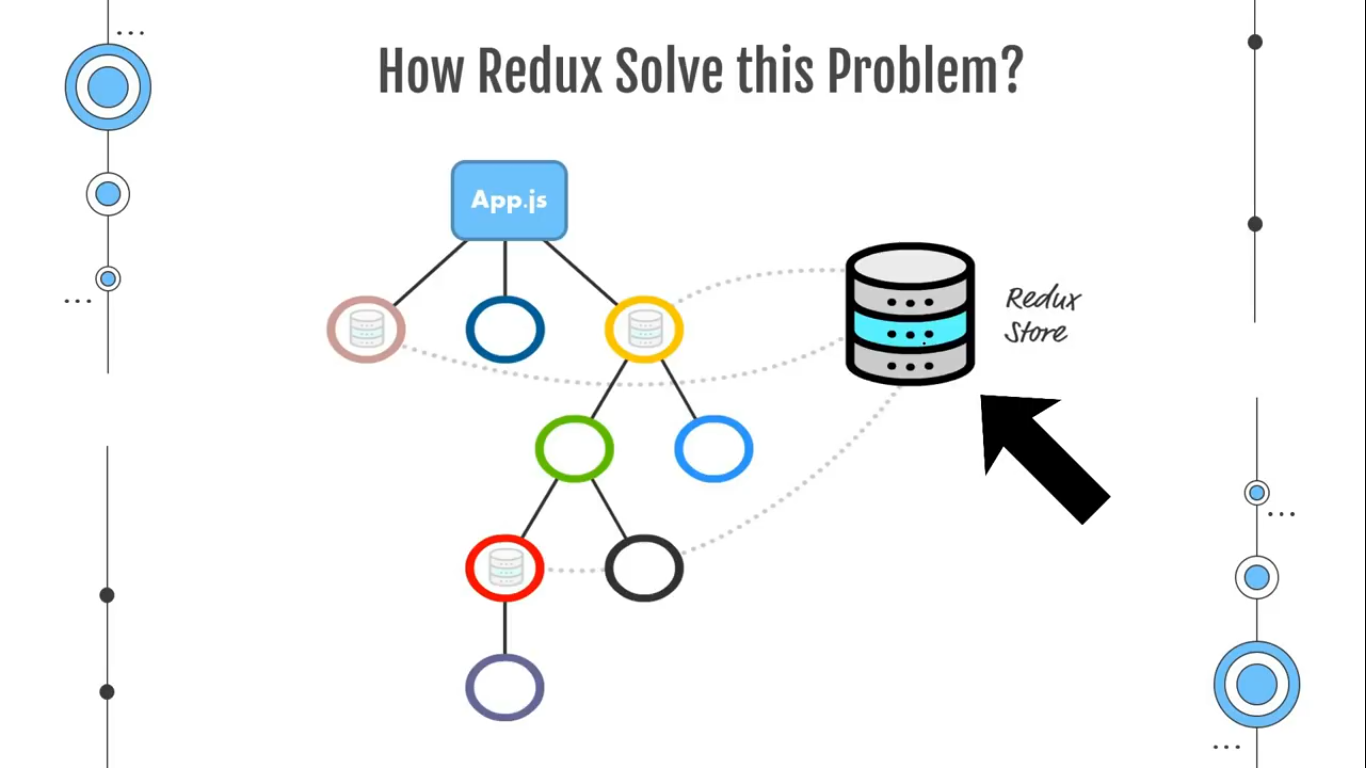 How Redux Solve this Problem?
App.js
Redux
Store